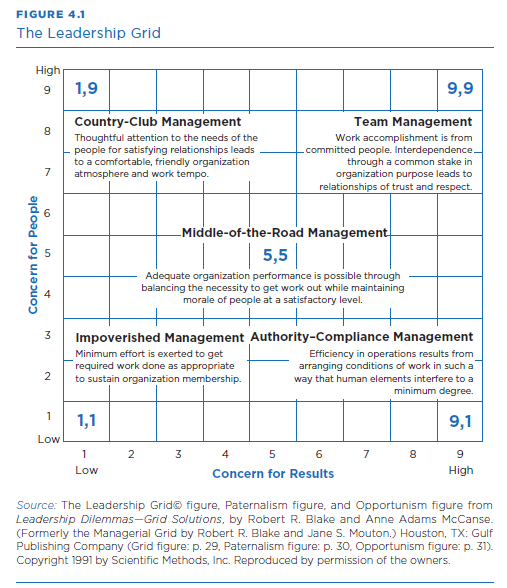 FIGURE 4.1
The Leadership Grid
High
9
1,9
9,9
Country-Club Management
Thoughtful attention to the needs of the
people for satisfying relationships leads
to a comfortable, friendly organization
atmosphere and work tempo.
Team Management
Work accomplishment is from
committed people. Interdependence
through a common stake in
organization purpose leads to
relationships of trust and respect.
8
7
6
Middle-of-the-Road Management
5
5,5
Adequate organization performance is possible through
balancing the necessity to get work out while maintaining
morale of people at a satisfactory level.
4
Concern for People
3
Impoverished Management
Minimum effort is exerted to get
required work done as appropriate
to sustain organization membership.
Authority–Compliance Management
Efficiency in operations results from
arranging conditions of work in such a
way that human elements interfere to a
minimum degree.
2
1
1,1
9,1
Low
1 2 3 4 5 6 7 8 9
Low
Concern for Results
High
Source: The Leadership Grid© figure, Paternalism figure, and Opportunism figure from
Leadership Dilemmas—Grid Solutions, by Robert R. Blake and Anne Adams McCanse.
(Formerly the Managerial Grid by Robert R. Blake and Jane S. Mouton.) Houston, TX: Gulf
Publishing Company (Grid figure: p. 29, Paternalism figure: p. 30, Opportunism figure: p. 31).
Copyright 1991 by Scientific Methods, Inc. Reproduced by permission of the owners.